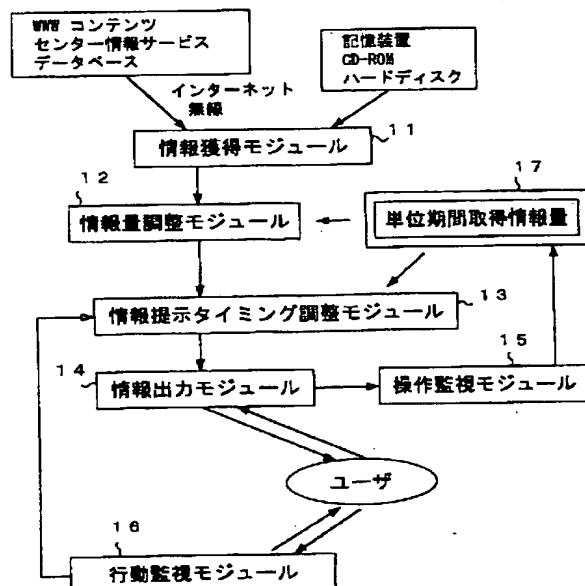 WWW コンテンツ
センター情報サービス
データベース
記憶装置
CD-ROM
ハードディスク
インターネット
無線
11
情報獲得モジュール
12
情報量調整モジュール
17
単位期間取得情報量
13
情報提示タイミング調整モジュール
14
情報出力モジュール
15
操作監視モジュール
ユーザ
16
行動監視モジュール